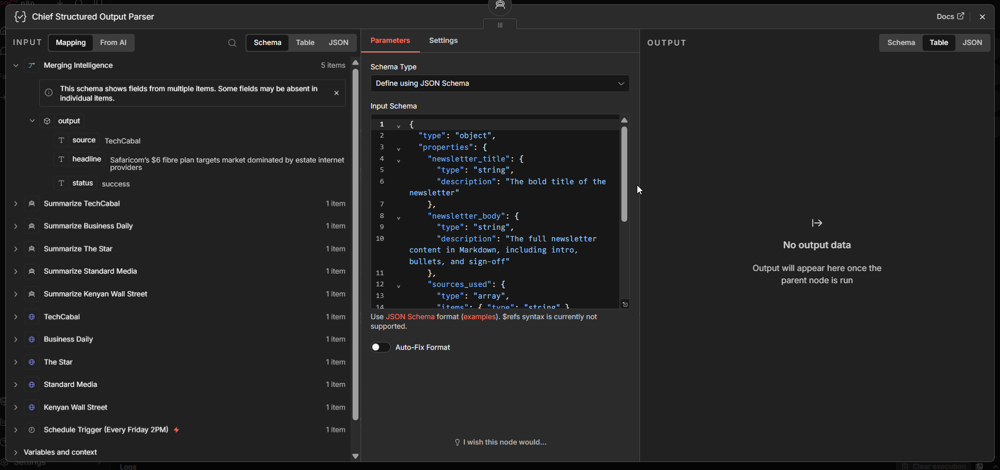 n8n
Chief Structured Output Parser
Docs
INPUT
Mapping
From AI
Schema
Table
JSON
Merging Intelligence
5 items
This schema shows fields from multiple items. Some fields may be absent in
individual items.
output
T source TechCabal
T headline Safaricom's $6 fibre plan targets market dominated by estate internet
providers
T status success
Summarize TechCabal 1 item
Summarize Business Daily 1 item
Summarize The Star 1 item
Summarize Standard Media 1 item
Summarize Kenyan Wall Street 1 item
TechCabal 1 item
Business Daily 1 item
The Star 1 item
Standard Media 1 item
Kenyan Wall Street 1 item
Schedule Trigger (Every Friday 2PM) 1 item
Variables and context
Parameters
Settings
Schema Type
Define using JSON Schema
Input Schema
1 {
2 "type": "object",
3 "properties": {
4 "newsletter_title": {
5 "type": "string",
6 "description": "The bold title of the
newsletter"
7 },
8 "newsletter_body": {
9 "type": "string",
10 "description": "The full newsletter
content in Markdown, including intro,
bullets, and sign-off"
11 },
12 "sources_used": {
13 "type": "array",
14 "items": { "type": "string" }
Use JSON Schema format (examples). $refs syntax is currently not
supported.
Auto-Fix Format
I wish this node would...
OUTPUT
Schema
Table
JSON
No output data
Output will appear here once the
parent node is run
Settings
Logs
Clear execution